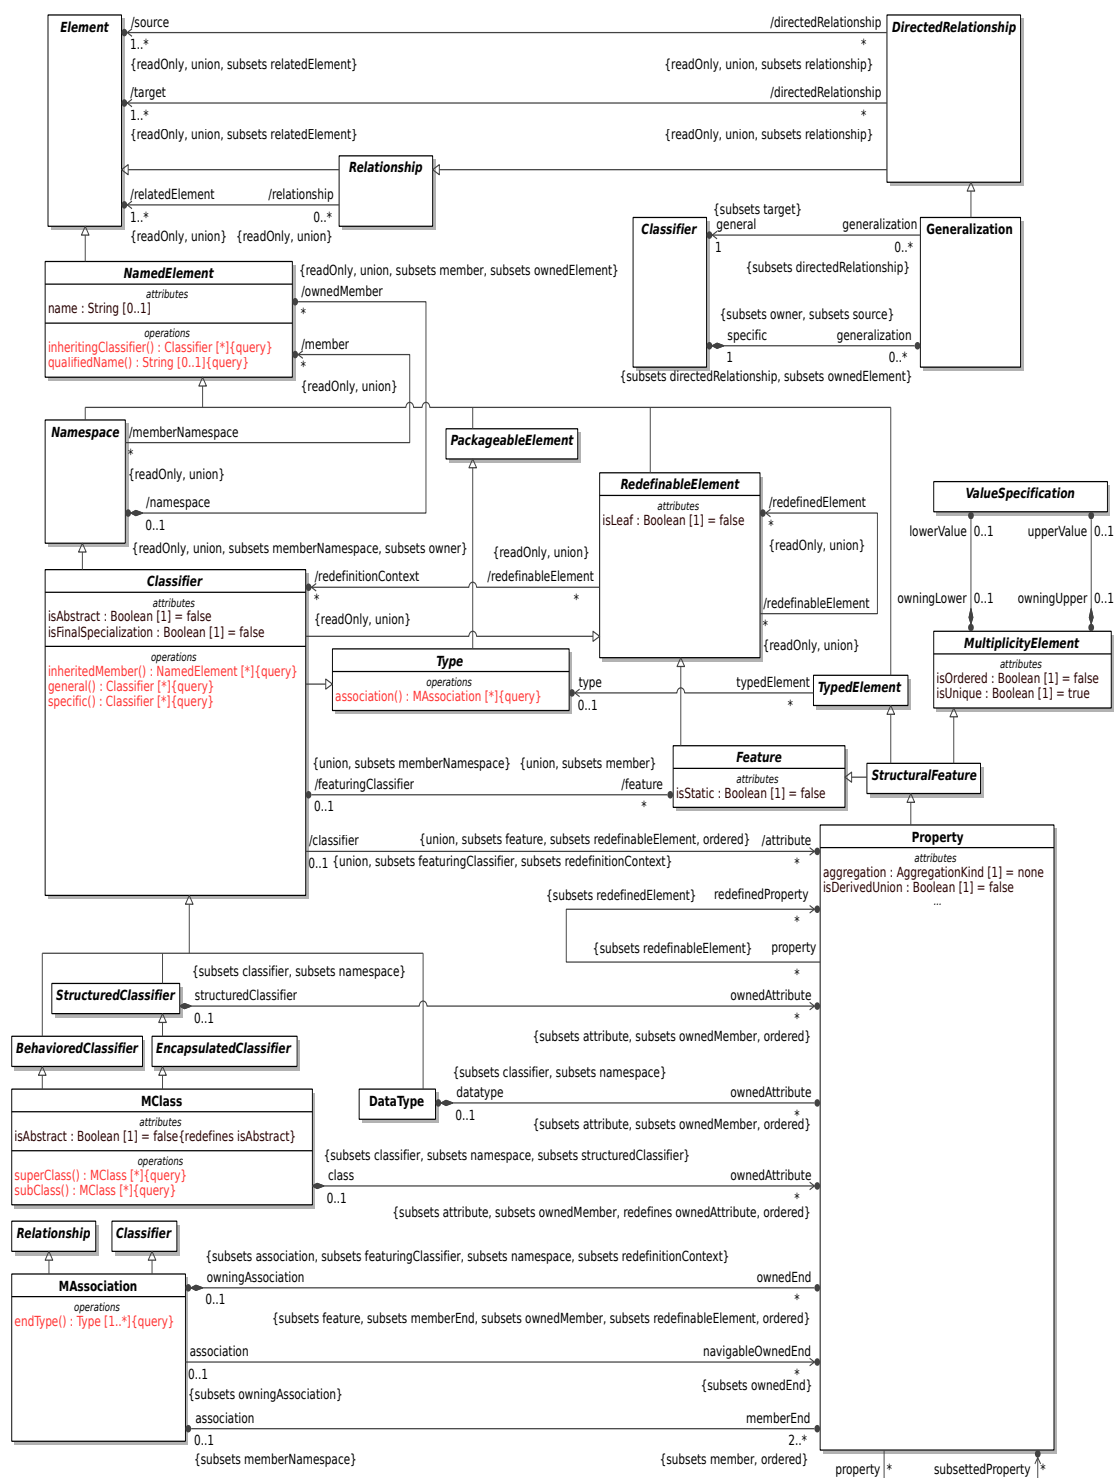 Element
/source
/directedRelationship
DirectedRelationship
1..*
*
{readOnly, union, subsets relatedElement}
{readOnly, union, subsets relationship}
/target
/directedRelationship
1..*
*
{readOnly, union, subsets relatedElement}
{readOnly, union, subsets relationship}
Relationship
/relatedElement
/relationship
1..*
0..*
{readOnly, union}
{readOnly, union}
{subsets target}
Classifier
general
generalization
Generalization
1
0..*
{subsets directedRelationship}
{subsets owner, subsets source}
specific
generalization
1
0..*
{subsets directedRelationship, subsets ownedElement}
NamedElement
attributes
name : String [0..1]
operations
inheritingClassifier() : Classifier [*]{query}
qualifiedName() : String [0..1]{query}
{readOnly, union, subsets member, subsets ownedElement}
/ownedMember
*
/member
*
{readOnly, union}
Namespace
/memberNamespace
*
{readOnly, union}
/namespace
0..1
{readOnly, union, subsets memberNamespace, subsets owner}
PackageableElement
RedefinableElement
attributes
isLeaf : Boolean [1] = false
/redefinedElement
*
{readOnly, union}
/redefinableElement
*
{readOnly, union}
ValueSpecification
lowerValue
0..1
upperValue
0..1
owningLower
0..1
owningUpper
0..1
MultiplicityElement
attributes
isOrdered : Boolean [1] = false
isUnique : Boolean [1] = true
{readOnly, union}
/redefinitionContext
/redefinableElement
*
*
{readOnly, union}
Classifier
attributes
isAbstract : Boolean [1] = false
isFinalSpecialization : Boolean [1] = false
operations
inheritedMember() : NamedElement [*]{query}
general() : Classifier [*]{query}
specific() : Classifier [*]{query}
Type
operations
association() : MAssociation [*]{query}
type
typedElement
0..1
*
TypedElement
{union, subsets memberNamespace}
{union, subsets member}
/featuringClassifier
/feature
0..1
*
Feature
attributes
isStatic : Boolean [1] = false
StructuralFeature
/classifier
{union, subsets feature, subsets redefinableElement, ordered}
/attribute
0..1
{union, subsets featuringClassifier, subsets redefinitionContext}
*
Property
attributes
aggregation : AggregationKind [1] = none
isDerivedUnion : Boolean [1] = false
...
{subsets redefinedElement}
redefinedProperty
*
{subsets redefinableElement}
property
*
{subsets classifier, subsets namespace}
StructuredClassifier
structuredClassifier
ownedAttribute
0..1
*
{subsets attribute, subsets ownedMember, ordered}
BehavioredClassifier
EncapsulatedClassifier
{subsets classifier, subsets namespace}
DataType
datatype
ownedAttribute
0..1
*
{subsets attribute, subsets ownedMember, ordered}
MClass
attributes
isAbstract : Boolean [1] = false{redefines isAbstract}
operations
superClass() : MClass [*]{query}
subClass() : MClass [*]{query}
{subsets classifier, subsets namespace, subsets structuredClassifier}
class
ownedAttribute
0..1
*
{subsets attribute, subsets ownedMember, redefines ownedAttribute, ordered}
Relationship
Classifier
MAssociation
operations
endType() : Type [1..*]{query}
{subsets association, subsets featuringClassifier, subsets namespace, subsets redefinitionContext}
owningAssociation
ownedEnd
0..1
*
{subsets feature, subsets memberEnd, subsets ownedMember, subsets redefinableElement, ordered}
association
navigableOwnedEnd
0..1
*
{subsets owningAssociation}
{subsets ownedEnd}
association
memberEnd
0..1
2..*
{subsets memberNamespace}
{subsets member, ordered}
property
*
subsettedProperty
*